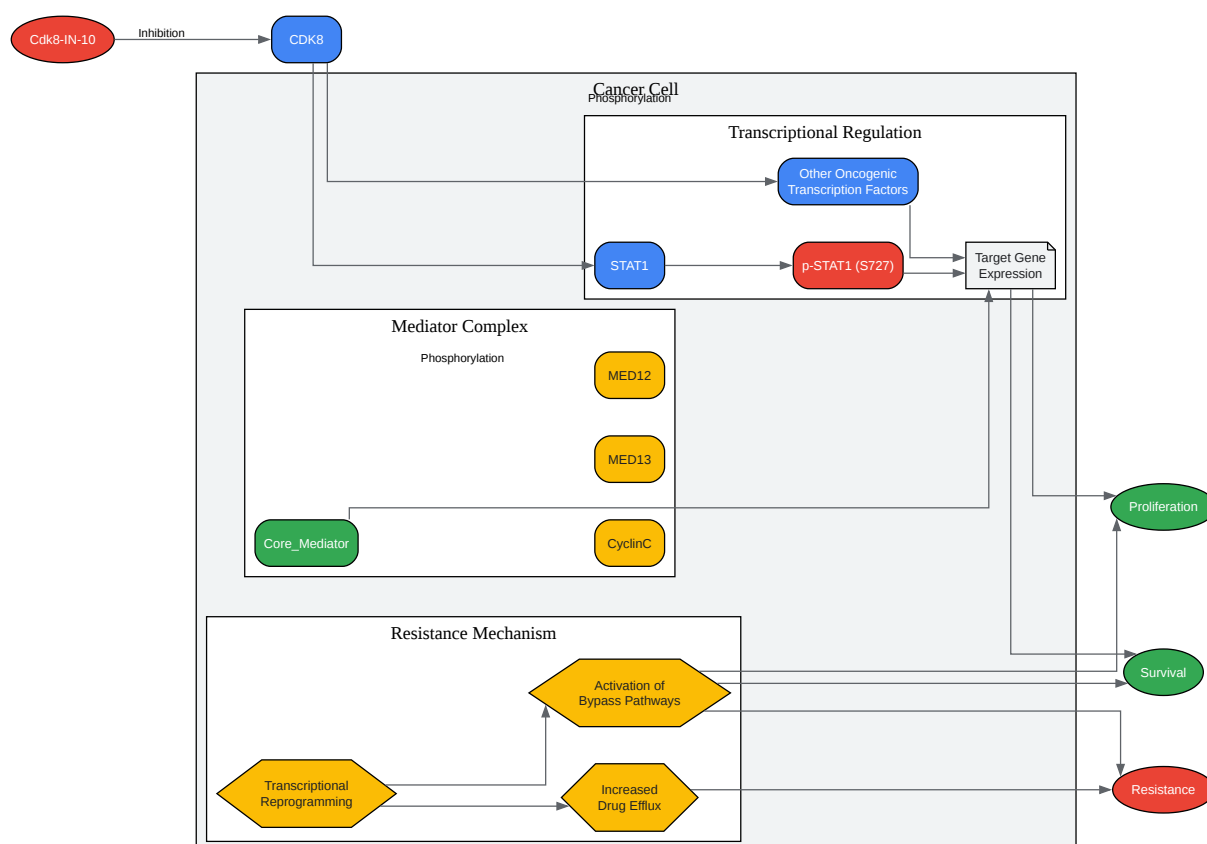 Cdk8-IN-10
Inhibition
CDK8
Cancer Cell
Phosphorylation
Transcriptional Regulation
Other Oncogenic
Transcription Factors
STAT1
p-STAT1 (S727)
Target Gene
Expression
Mediator Complex
Phosphorylation
MED12
MED13
Core_Mediator
CyclinC
Proliferation
Resistance Mechanism
Activation of
Bypass Pathways
Survival
Transcriptional
Reprogramming
Increased
Drug Efflux
Resistance